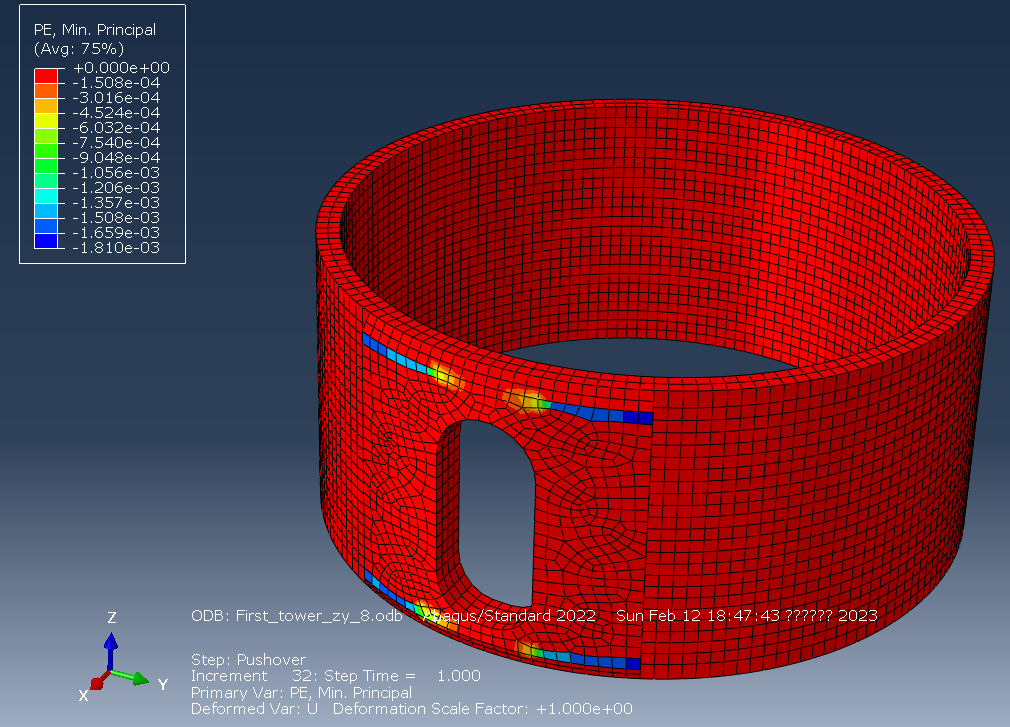 PE, Min. Principal
(Avg: 75%)
+0.000e+00
-1.508e-04
-3.016e-04
-4.524e-04
-6.032e-04
-7.540e-04
-9.048e-04
-1.056e-03
-1.206e-03
-1.357e-03
-1.508e-03
-1.659e-03
-1.810e-03
Z
Y
X
ODB: First_tower_zy_8.odb Abaqus/Standard 2022 Sun Feb 12 18:47:43 ?????? 2023
Step: Pushover
Increment 32: Step Time = 1.000
Primary Var: PE, Min. Principal
Deformed Var: U Deformation Scale Factor: +1.000e+00